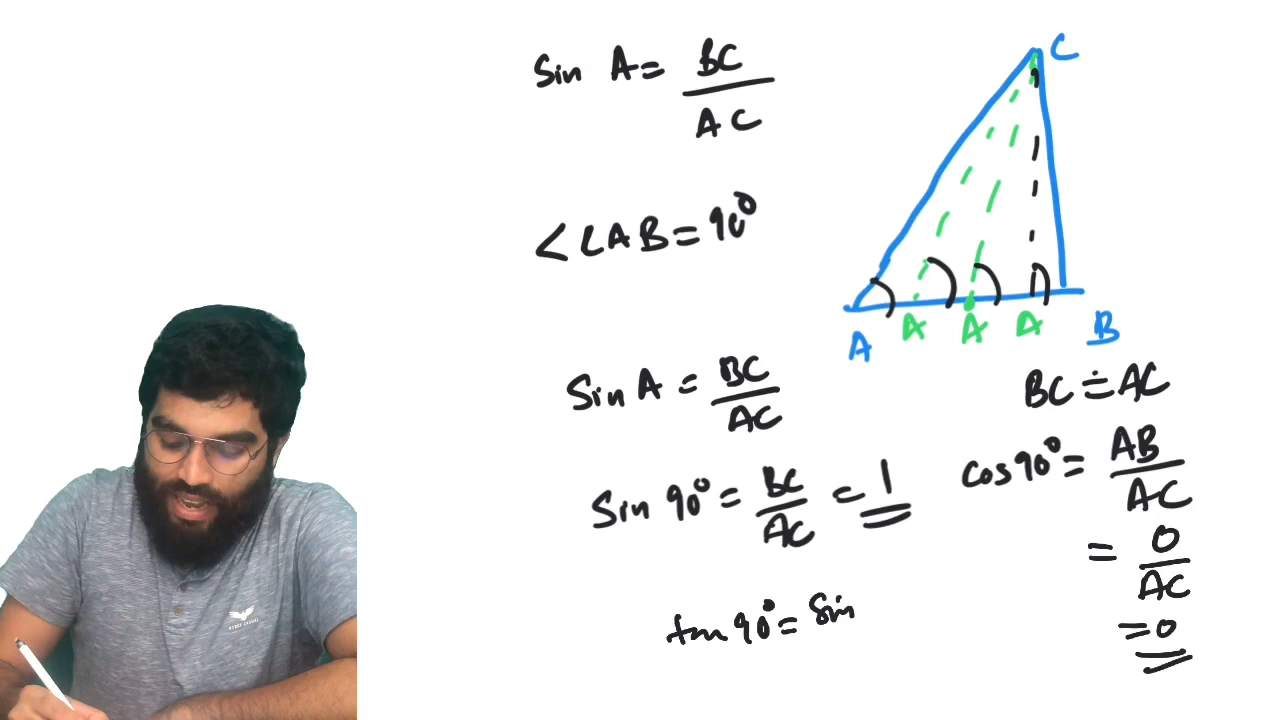 Sin A = BC
AC
C
∠CAB = 90°
A A A A B
Sin A = BC
AC
BC ≐ AC
Sin 90° = BC = 1
AC
cos 90° = AB
AC
= 0
AC
= 0
tan 90° = Sin